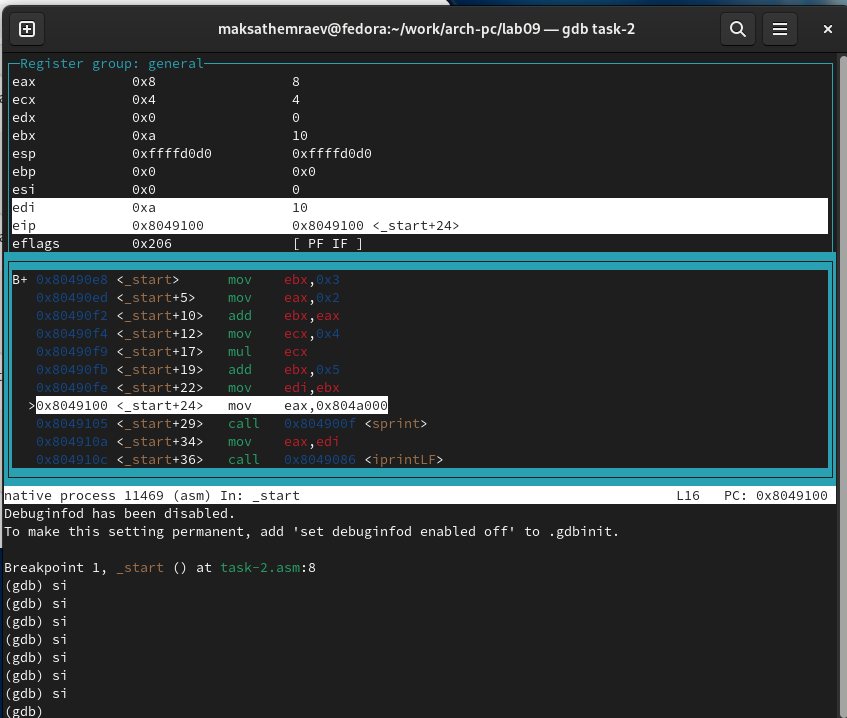 maksathemraev@fedora:~/work/arch-pc/lab09 — gdb task-2
Register group: general
eax 0x8 8
ecx 0x4 4
edx 0x0 0
ebx 0xa 10
esp 0xffffd0d0 0xffffd0d0
ebp 0x0 0x0
esi 0x0 0
edi 0xa 10
eip 0x8049100 0x8049100 <_start+24>
eflags 0x206 [ PF IF ]
B+ 0x80490e8 <_start> mov ebx,0x3
0x80490ed <_start+5> mov eax,0x2
0x80490f2 <_start+10> add ebx,eax
0x80490f4 <_start+12> mov ecx,0x4
0x80490f9 <_start+17> mul ecx
0x80490fb <_start+19> add ebx,0x5
0x80490fe <_start+22> mov edi,ebx
>0x8049100 <_start+24> mov eax,0x804a000
0x8049105 <_start+29> call 0x804900f <sprint>
0x804910a <_start+34> mov eax,edi
0x804910c <_start+36> call 0x8049086 <iprintLF>
native process 11469 (asm) In: _start L16 PC: 0x8049100
Debuginfod has been disabled.
To make this setting permanent, add 'set debuginfod enabled off' to .gdbinit.
Breakpoint 1, _start () at task-2.asm:8
(gdb) si
(gdb) si
(gdb) si
(gdb) si
(gdb) si
(gdb) si
(gdb) si
(gdb)